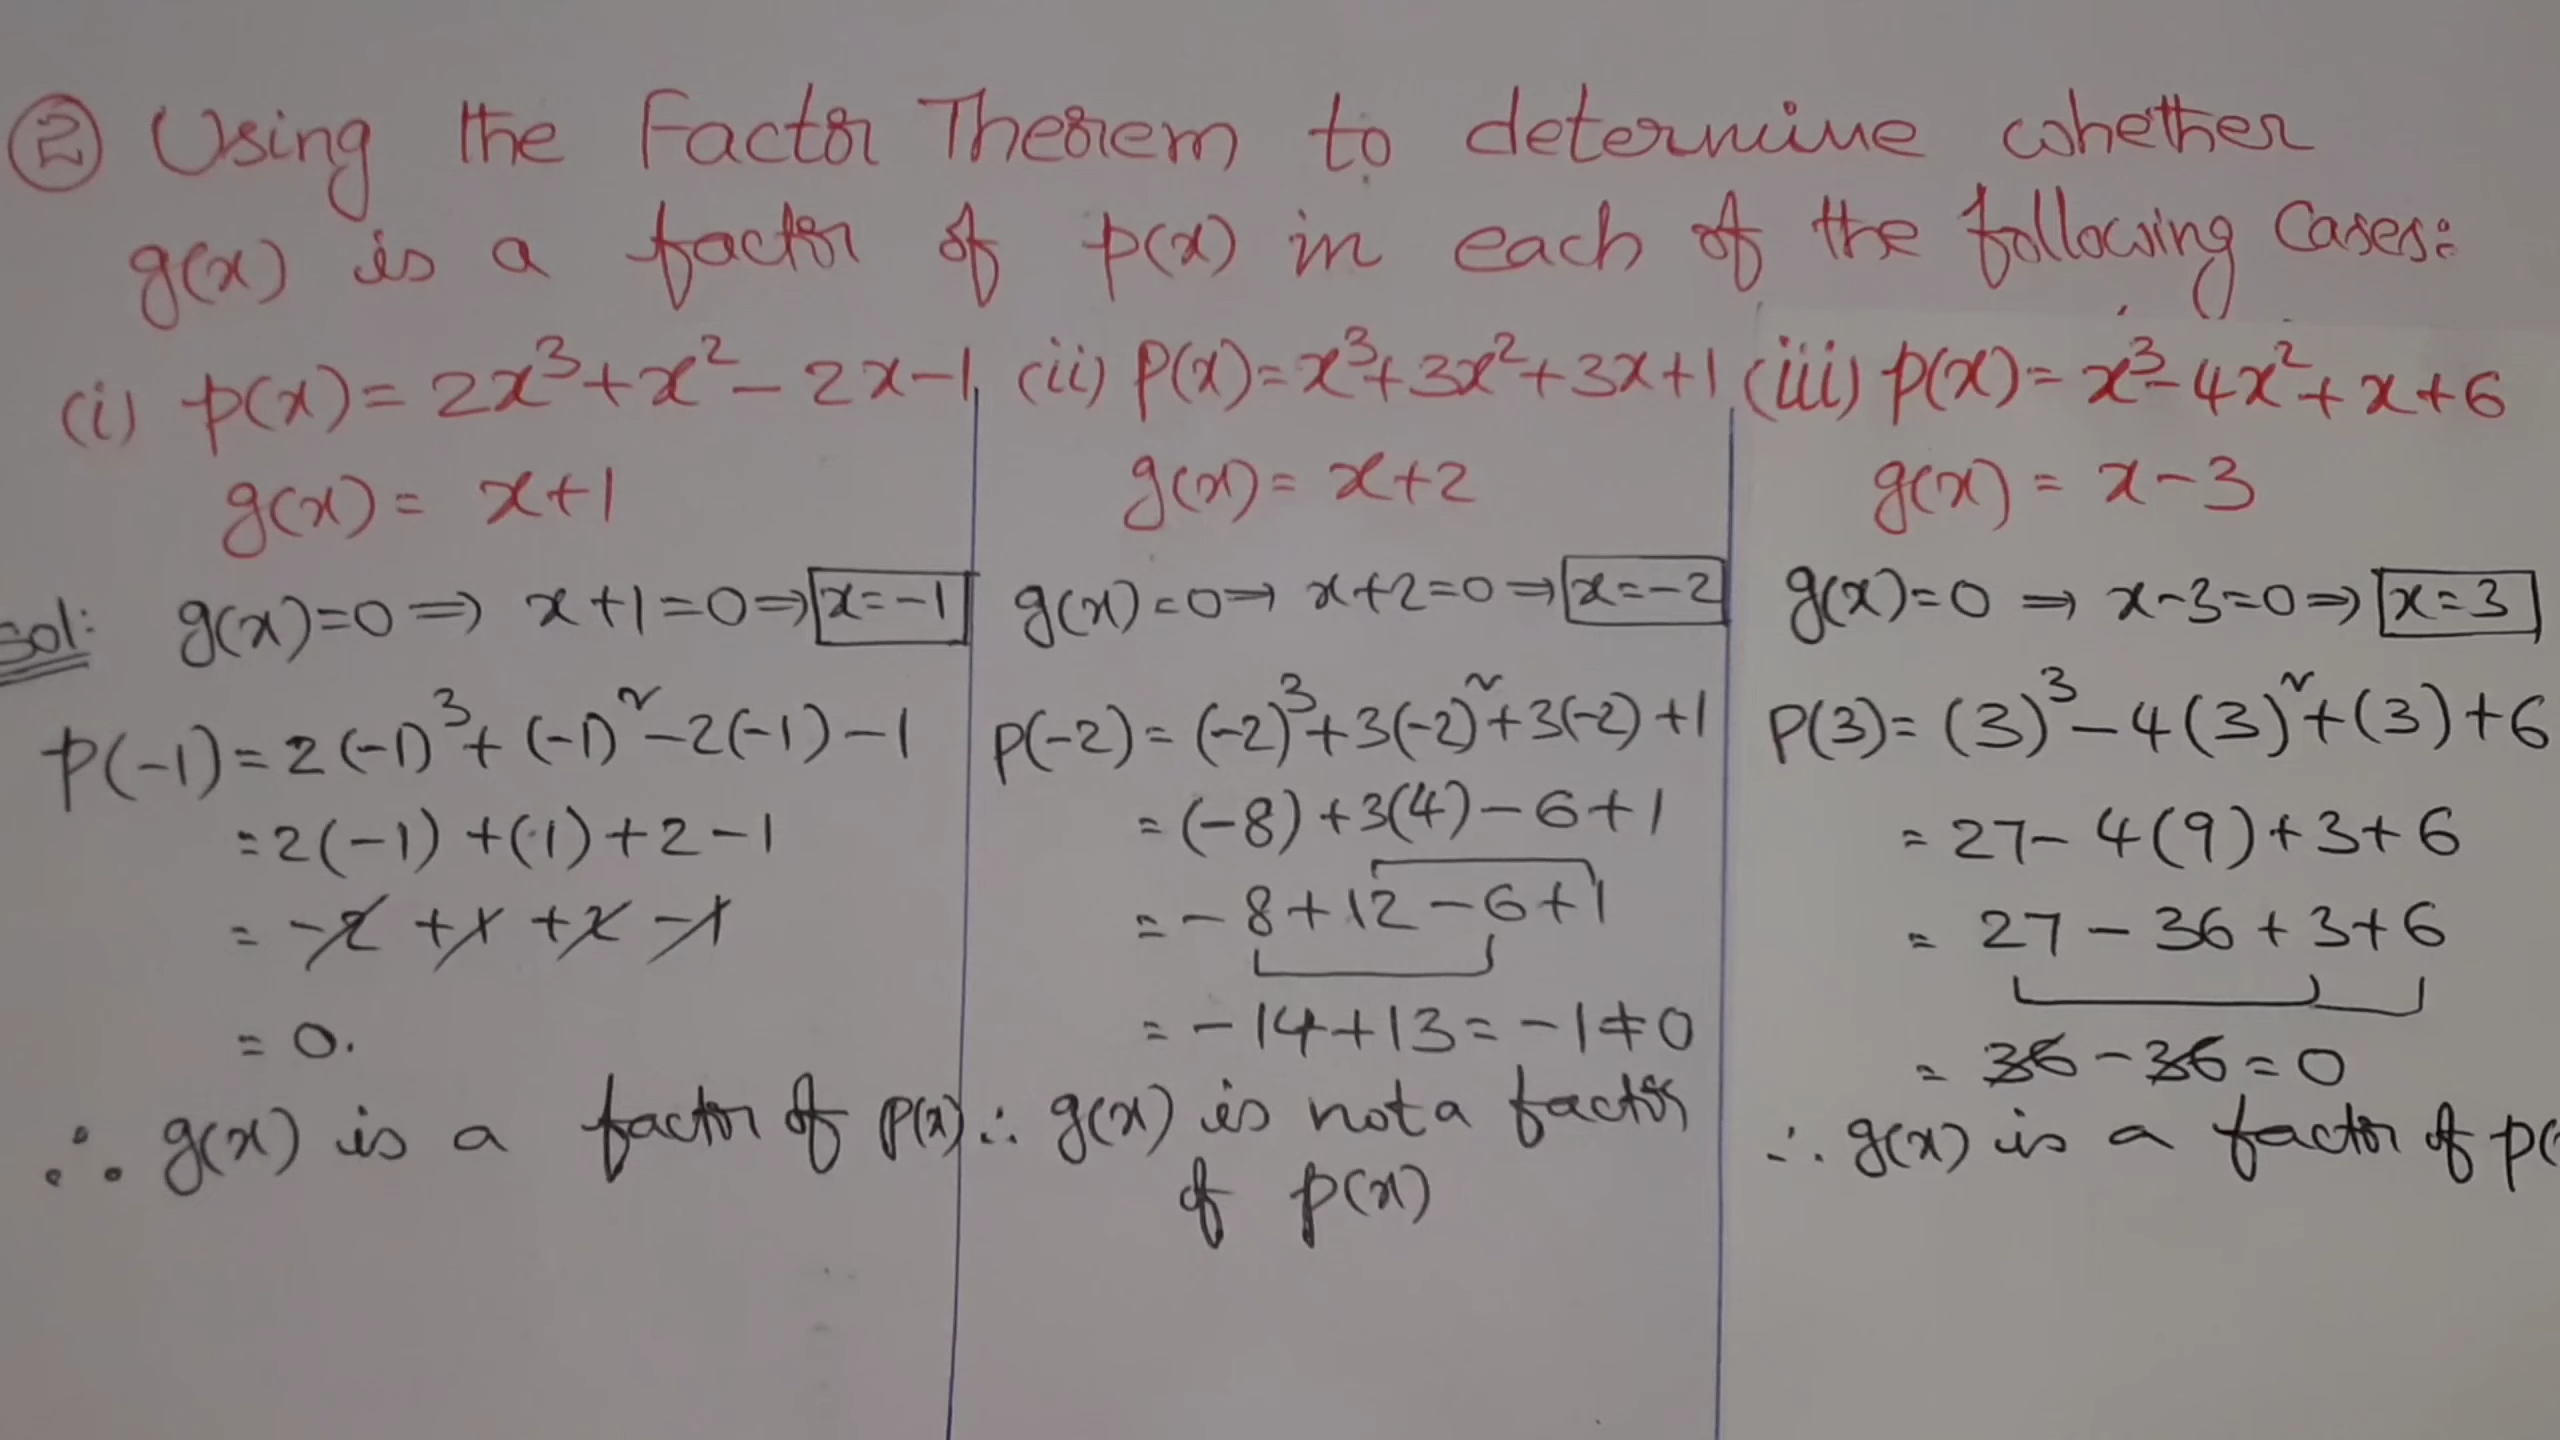 ② Using the Factor Theorem to determine whether
g(x) is a factor of p(x) in each of the following Cases:
(i) p(x) = 2x³+x²-2x-1
g(x) = x+1
Sol: g(x)=0 ⇒ x+1=0 ⇒ x=-1
p(-1) = 2(-1)³+(-1)²-2(-1)-1
= 2(-1)+(1)+2-1
= -2+1+2-1
= 0.
∴ g(x) is a factor of p(x)
(ii) p(x) = x³+3x²+3x+1
g(x) = x+2
g(x)=0 ⇒ x+2=0 ⇒ x=-2
p(-2) = (-2)³+3(-2)²+3(-2)+1
= (-8)+3(4)-6+1
= -8+12-6+1
= -14+13 = -1≠0
∴ g(x) is not a factor
of p(x)
(iii) p(x) = x³-4x²+x+6
g(x) = x-3
g(x)=0 ⇒ x-3=0 ⇒ x=3
P(3) = (3)³-4(3)²+(3)+6
= 27-4(9)+3+6
= 27-36+3+6
= 36-36=0
∴ g(x) is a factor of p(